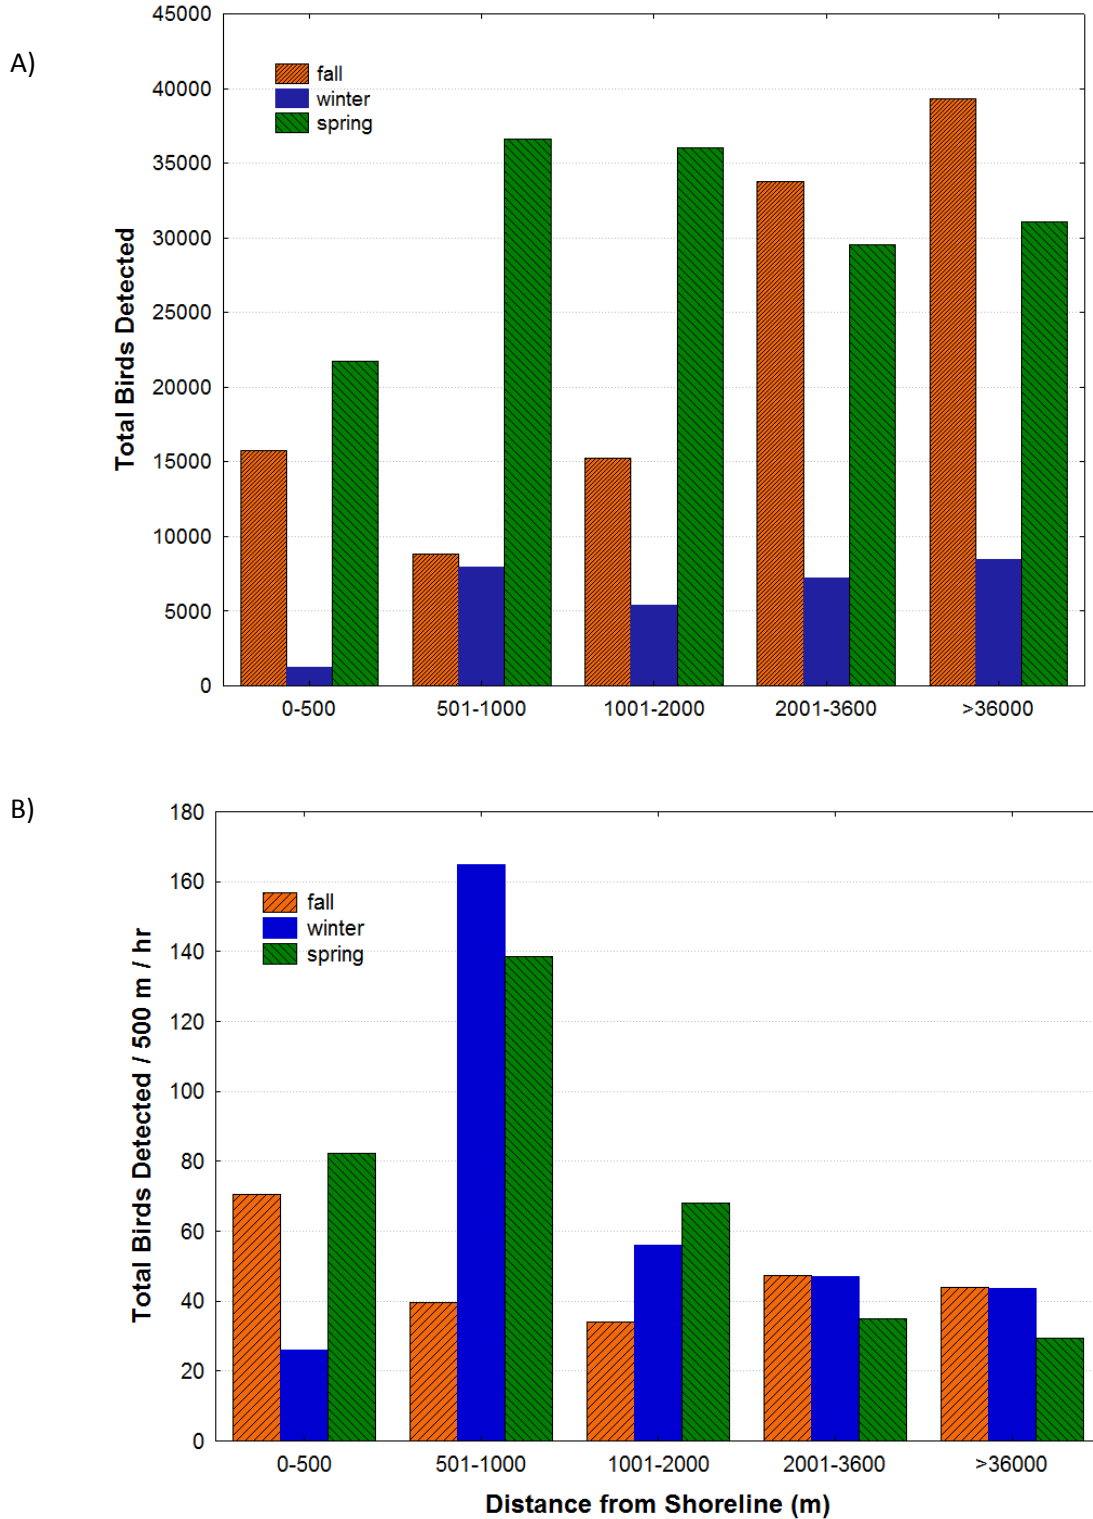 A)
45000
40000
35000
30000
25000
20000
15000
10000
5000
0
Total Birds Detected
fall
winter
spring
0-500 501-1000 1001-2000 2001-3600 >36000
B)
180
160
140
120
100
80
60
40
20
0
Total Birds Detected / 500 m / hr
fall
winter
spring
0-500 501-1000 1001-2000 2001-3600 >36000
Distance from Shoreline (m)